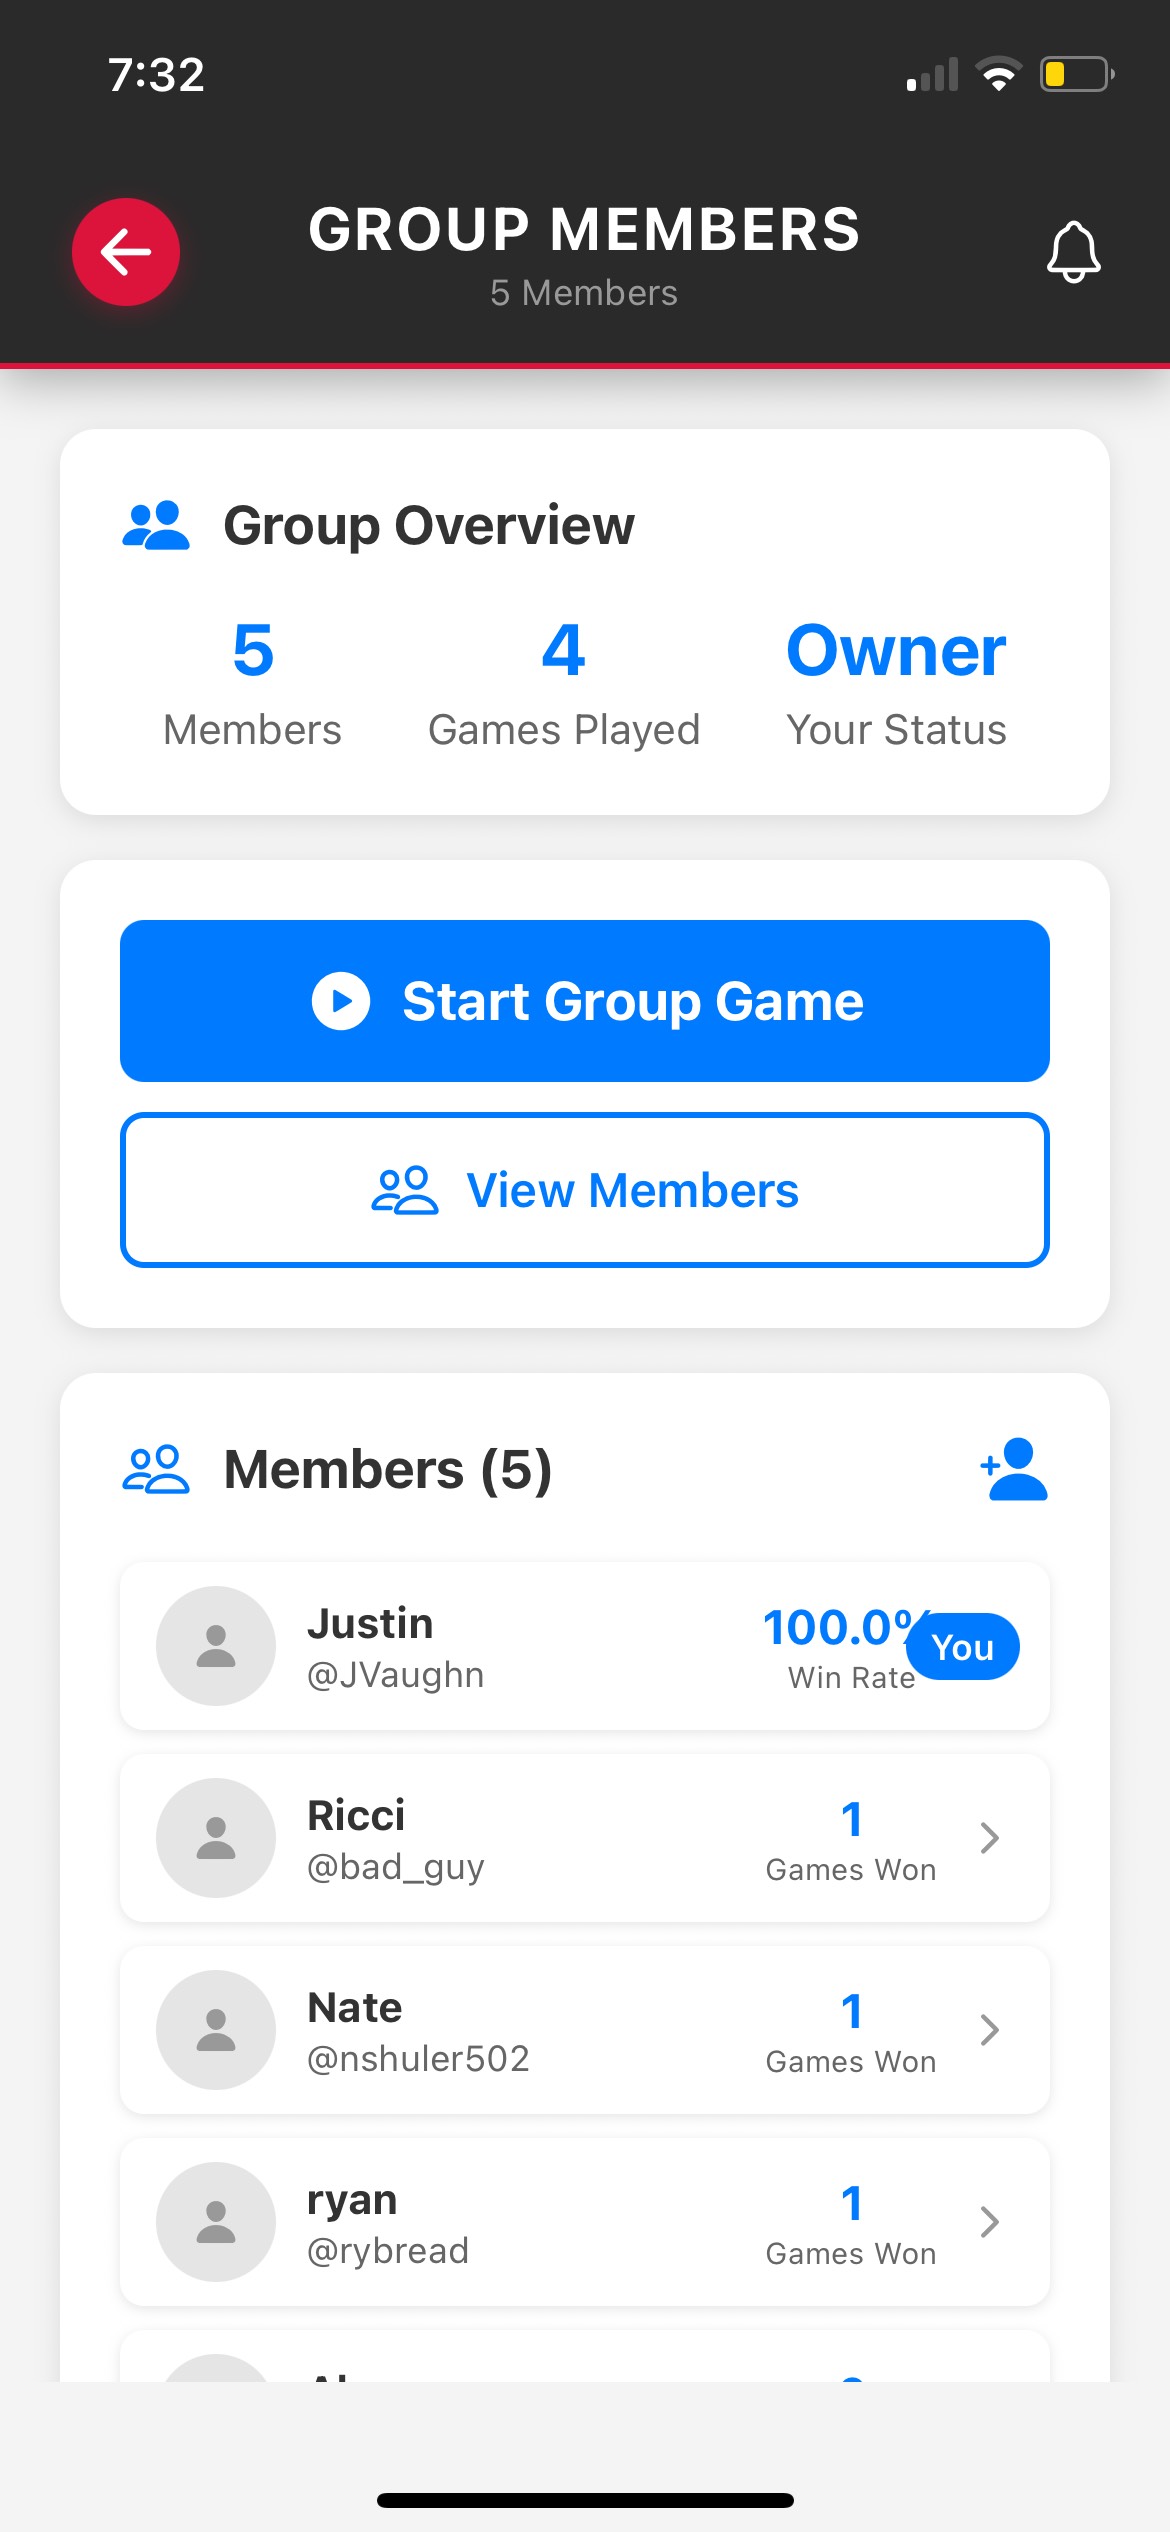 7:32
GROUP MEMBERS
5 Members
Group Overview
5 4 Owner
Members Games Played Your Status
Start Group Game
View Members
Members (5)
Justin
@JVaughn
100.0%
Win Rate
You
Ricci
@bad_guy
1
Games Won
Nate
@nshuler502
1
Games Won
ryan
@rybread
1
Games Won